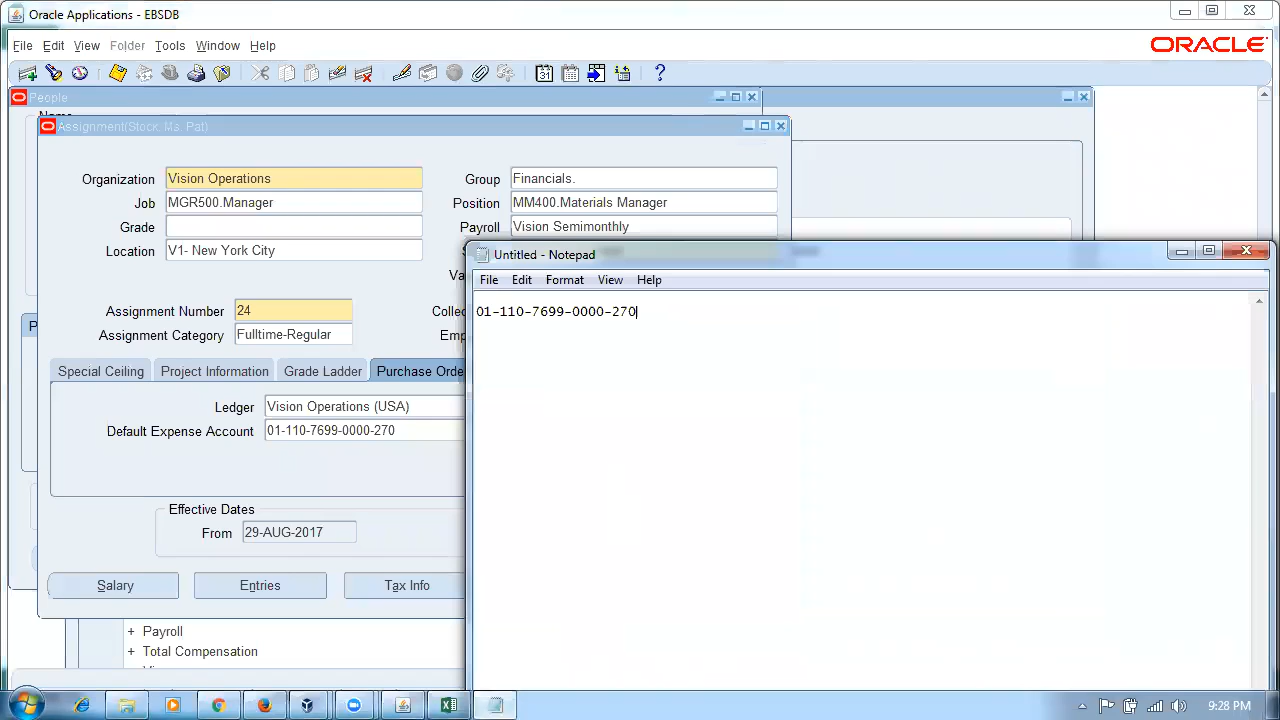 Oracle Applications - EBSDB
File Edit View Folder Tools Window Help
ORACLE
People
Name
Assignment(Stock, Ms. Pat)
Organization Vision Operations Group Financials.
Job MGR500.Manager Position MM400.Materials Manager
Grade Payroll Vision Semimonthly
Location V1- New York City
Untitled - Notepad
File Edit Format View Help
01-110-7699-0000-270
Assignment Number 24 Collec
Assignment Category Fulltime-Regular Emp
Special Ceiling Project Information Grade Ladder Purchase Orde
Ledger Vision Operations (USA)
Default Expense Account 01-110-7699-0000-270
Effective Dates
From 29-AUG-2017
Salary Entries Tax Info
+ Payroll
+ Total Compensation
9:28 PM